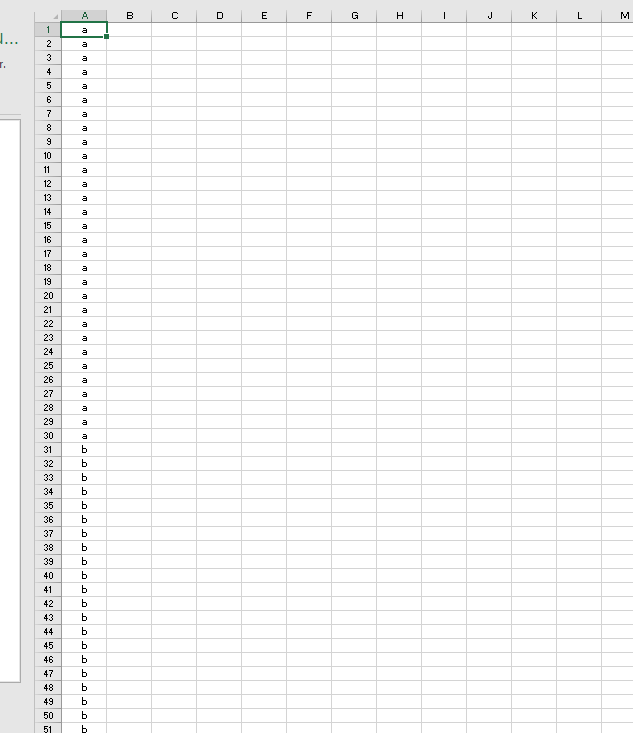 A B C D E F G H I J K L M
N...
1 a
r.
2 a
3 a
4 a
5 a
6 a
7 a
8 a
9 a
10 a
11 a
12 a
13 a
14 a
15 a
16 a
17 a
18 a
19 a
20 a
21 a
22 a
23 a
24 a
25 a
26 a
27 a
28 a
29 a
30 a
31 b
32 b
33 b
34 b
35 b
36 b
37 b
38 b
39 b
40 b
41 b
42 b
43 b
44 b
45 b
46 b
47 b
48 b
49 b
50 b
51 b